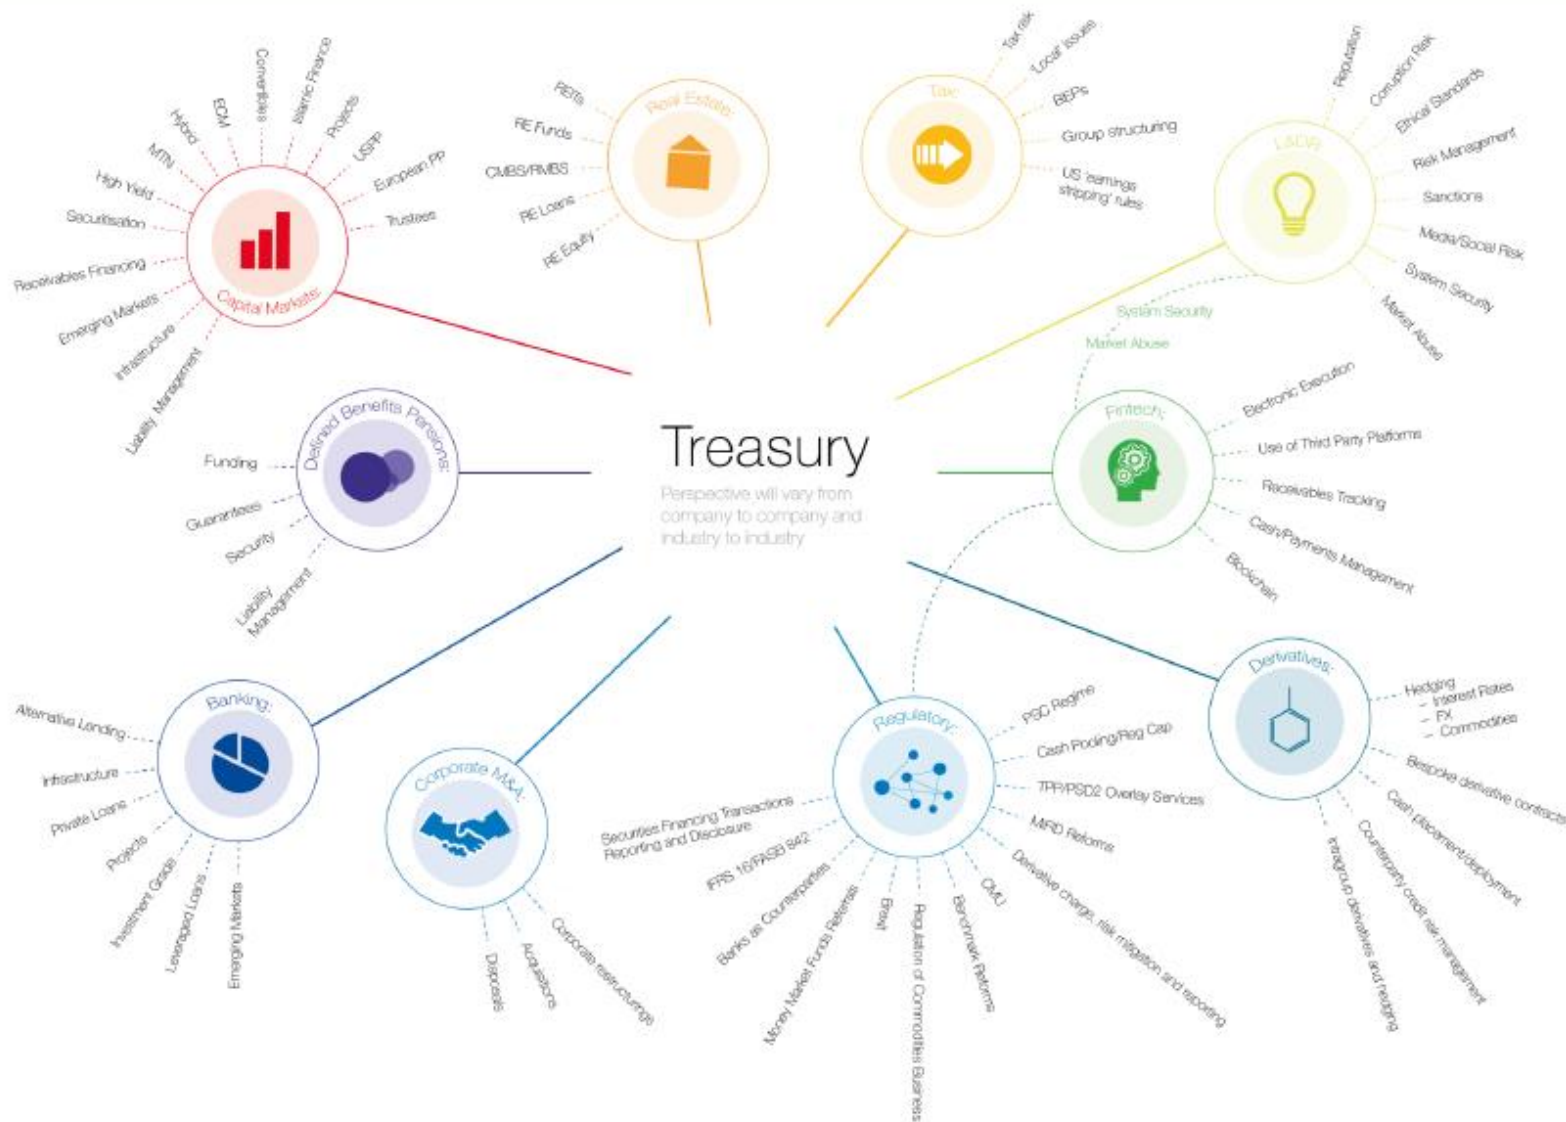 Capital Markets:
Liability Management
Infrastructure
Emerging Markets
Receivables Financing
Securitisation
High Yield
MTN
Hybrid
ECM
Convertibles
Islamic Finance
Projects
USPP
European PP
Trustees
Real Estate:
REITs
RE Funds
CMBS/RMBS
RE Loans
RE Equity
Tax:
Tax risk
'Local' issues
BEPs
Group structuring
US 'earnings
stripping' rules
Reputation
Corruption Risk
Ethical Standards
Risk Management
Sanctions
Media/Social Risk
System Security
Market Abuse
System Security
Market Abuse
Fintech:
Electronic Execution
Use of Third Party Platforms
Receivables Tracking
Cash/Payments Management
Blockchain
Treasury
Perspective will vary from
company to company and
industry to industry
Defined Benefits Pensions:
Funding
Guarantees
Security
Liability
Management
Banking:
Alternative Lending
Infrastructure
Private Loans
Projects
Investment Grade
Leveraged Loans
Emerging Markets
Corporate M&A:
Disposals
Acquisitions
Corporate restructurings
Regulatory:
Securities Financing Transactions
Reporting and Disclosure
IFRS 16/FASB 842
Banks as Counterparties
Money Market Funds Referrals
Brexit
Regulation of Commodities Business
Benchmark Reforms
CMU
Derivative charge, risk mitigation and reporting
MiFID Reforms
TPP/PSD2 Overlay Services
Cash Pooling/Reg Cap
PSC Regime
Derivatives:
Hedging
– Interest Rates
– FX
– Commodities
Bespoke derivative contracts
Cash placement/deployment
Counterparty credit risk management
Intragroup derivatives and hedging